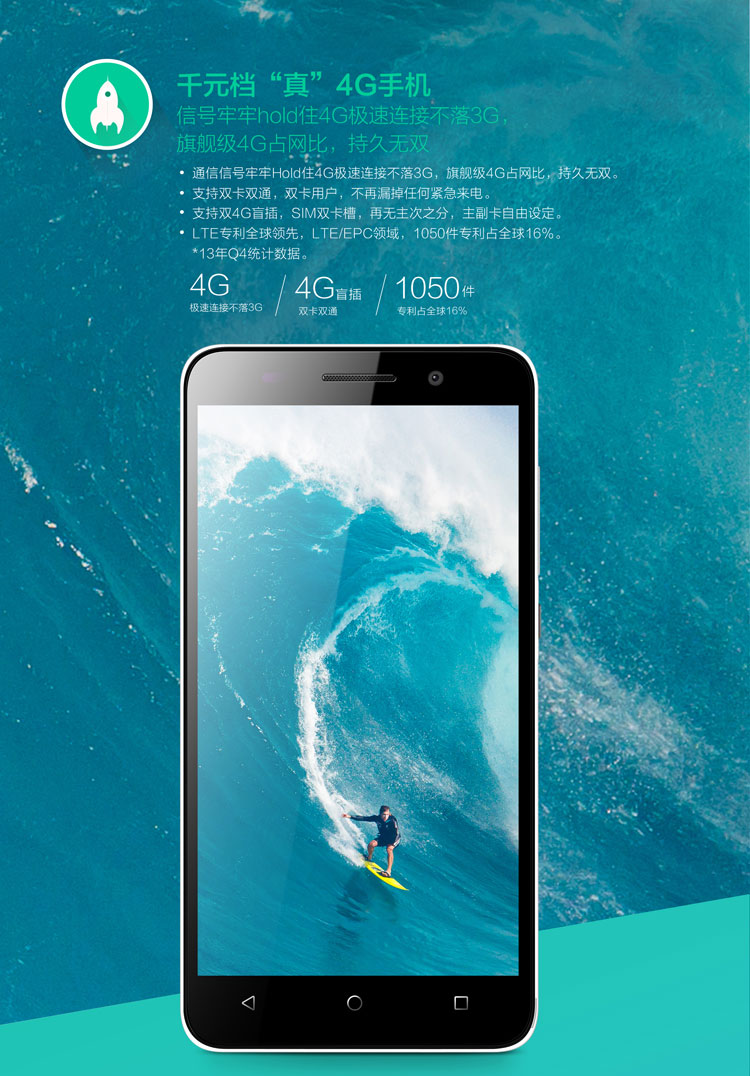 千元档“真”4G手机
信号牢牢hold住4G极速连接不落3G，
旗舰级4G占网比，持久无双
• 通信信号牢牢Hold住4G极速连接不落3G，旗舰级4G占网比，持久无双。
• 支持双卡双通，双卡用户，不再漏掉任何紧急来电。
• 支持双4G盲插，SIM双卡槽，再无主次之分，主副卡自由设定。
• LTE专利全球领先，LTE/EPC领域，1050件专利占全球16%。
*13年Q4统计数据。
4G 4G盲插 1050件
极速连接不落3G 双卡双通 专利占全球16%